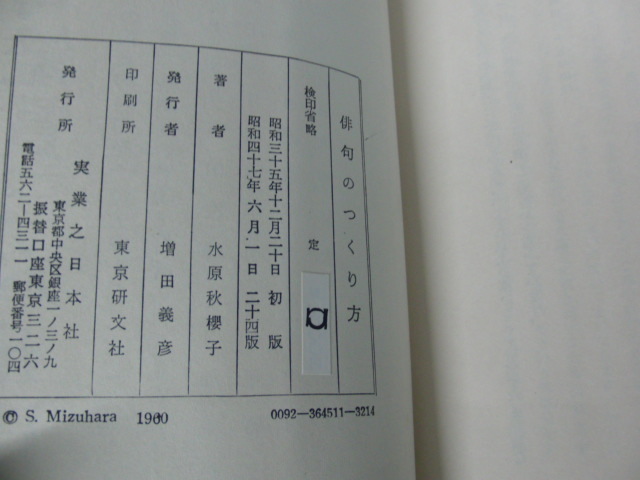 俳句のつくり方
検印省略　定
昭和三十五年十二月二十日　初版
昭和四十七年六月一日　二十四版
著者　水原秋櫻子
発行者　増田義彦
印刷所　東京研文社
発行所　実業之日本社
東京都中央区銀座一ノ三ノ九
振替口座東京三二六
電話五六二―四三一一　郵便番号一〇四
© S. Mizuhara 1960
0092―364511―3214